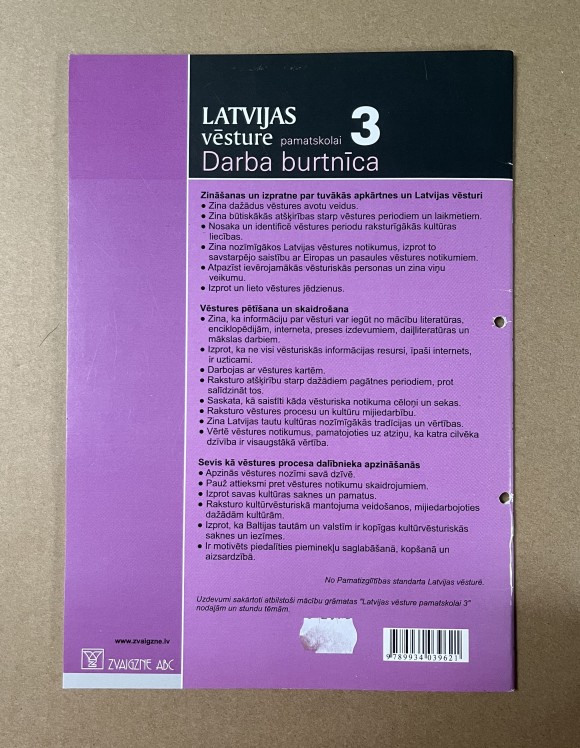 LATVIJAS
vēsture pamatskolai 3
Darba burtnīca
Zināšanas un izpratne par tuvākās apkārtnes un Latvijas vēsturi
● Zina dažādus vēstures avotu veidus.
● Zina būtiskākās atšķirības starp vēstures periodiem un laikmetiem.
● Nosaka un identificē vēstures periodu raksturīgākās kultūras
liecības.
● Zina nozīmīgākos Latvijas vēstures notikumus, izprot to
savstarpējo saistību ar Eiropas un pasaules vēstures notikumiem.
● Atpazīst ievērojamākās vēsturiskās personas un zina viņu
veikumu.
● Izprot un lieto vēstures jēdzienus.
Vēstures pētīšana un skaidrošana
● Zina, ka informāciju par vēsturi var iegūt no mācību literatūras,
enciklopēdijām, interneta, preses izdevumiem, daiļliteratūras un
mākslas darbiem.
● Izprot, ka ne visi vēsturiskās informācijas resursi, īpaši internets,
ir uzticami.
● Darbojas ar vēstures kartēm.
● Raksturo atšķirību starp dažādiem pagātnes periodiem, prot
salīdzināt tos.
● Saskata, kā saistīti kāda vēsturiska notikuma cēloņi un sekas.
● Raksturo vēstures procesu un kultūru mijiedarbību.
● Zina Latvijas tautu kultūras nozīmīgākās tradīcijas un vērtības.
● Vērtē vēstures notikumus, pamatojoties uz atziņu, ka katra cilvēka
dzīvība ir visaugstākā vērtība.
Sevis kā vēstures procesa dalībnieka apzināšanās
● Apzinās vēstures nozīmi savā dzīvē.
● Pauž attieksmi pret vēstures notikumu skaidrojumiem.
● Izprot savas kultūras saknes un pamatus.
● Raksturo kultūrvēsturiskā mantojuma veidošanos, mijiedarbojoties
dažādām kultūrām.
● Izprot, ka Baltijas tautām un valstīm ir kopīgas kultūrvēsturiskās
saknes un iezīmes.
● Ir motivēts piedalīties pieminekļu saglabāšanā, kopšanā un
aizsardzībā.
No Pamatizglītības standarta Latvijas vēsturē.
Uzdevumi sakārtoti atbilstoši mācību grāmatas "Latvijas vēsture pamatskolai 3"
nodaļām un stundu tēmām.
www.zvaigzne.lv
ZVAIGZNE ABC
9 789934 039621